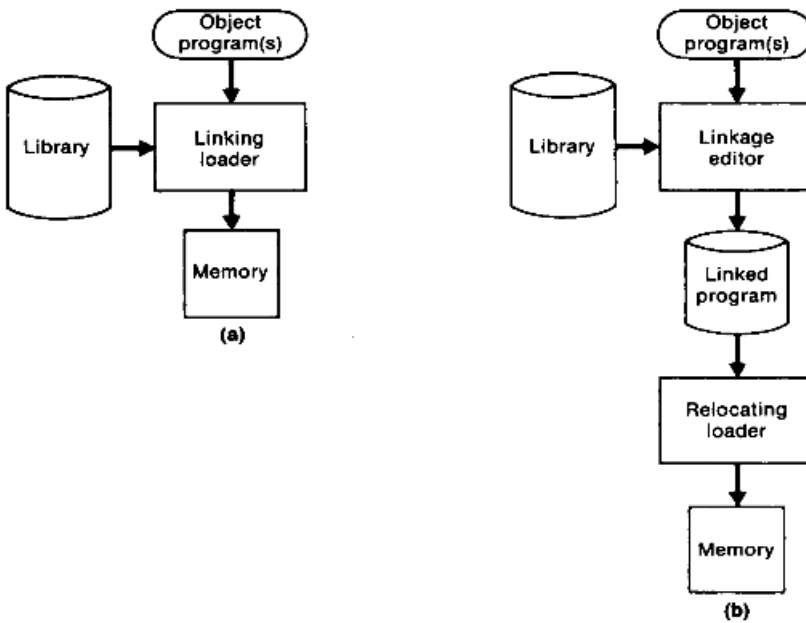 Object
program(s)
Library
Linking
loader
Memory
(a)
Object
program(s)
Library
Linkage
editor
Linked
program
Relocating
loader
Memory
(b)